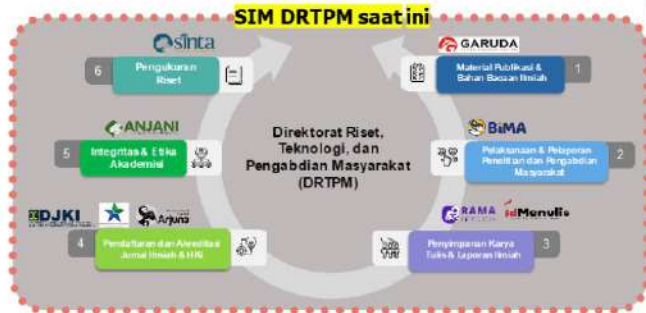 SIM DRTPM saat ini
sinta
6
Pengukuran
Riset
GARUDA
Material Publikasi &
Bahan Bacaan Ilmiah
1
ANJANI
5
Integritas & Etika
Akademisi
Direktorat Riset,
Teknologi, dan
Pengabdian Masyarakat
(DRTPM)
BIMA
Pelaksanaan & Pelaporan
Penelitian dan Pengabdian
Masyarakat
2
DJKI
Arjuna
4
Pendaftaran dan Akreditasi
Jurnal Ilmiah & HKI
RAMA
idMenulis
Penyimpanan Karya
Tulis & Laporan Ilmiah
3